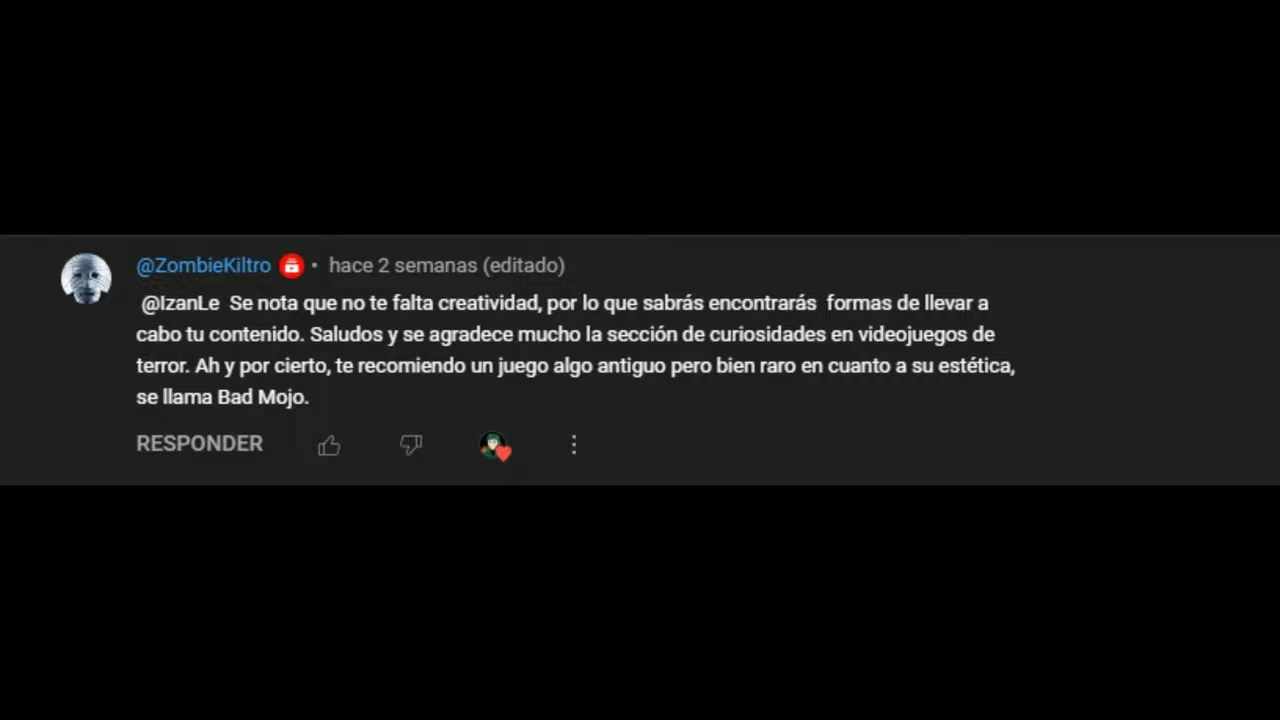 @ZombieKiltro • hace 2 semanas (editado)
@IzanLe Se nota que no te falta creatividad, por lo que sabrás encontrarás formas de llevar a
cabo tu contenido. Saludos y se agradece mucho la sección de curiosidades en videojuegos de
terror. Ah y por cierto, te recomiendo un juego algo antiguo pero bien raro en cuanto a su estética,
se llama Bad Mojo.
RESPONDER